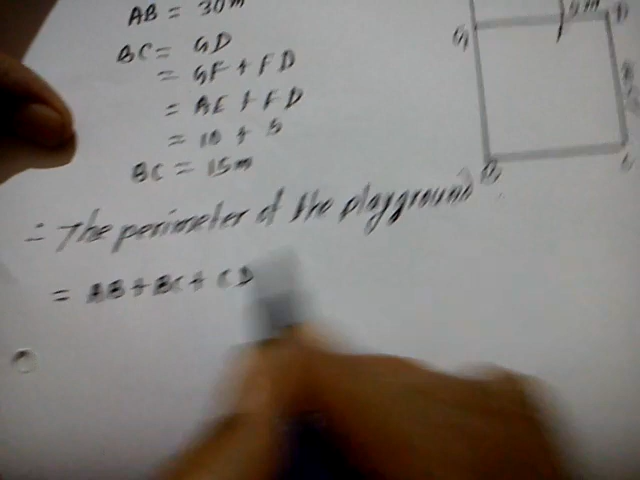 AB = 30m
BC = GD
= GF + FD
= AE + FD
= 10 + 5
BC = 15m
∴ The perimeter of the playground
= AB + BC + CD
G
5m
D
B